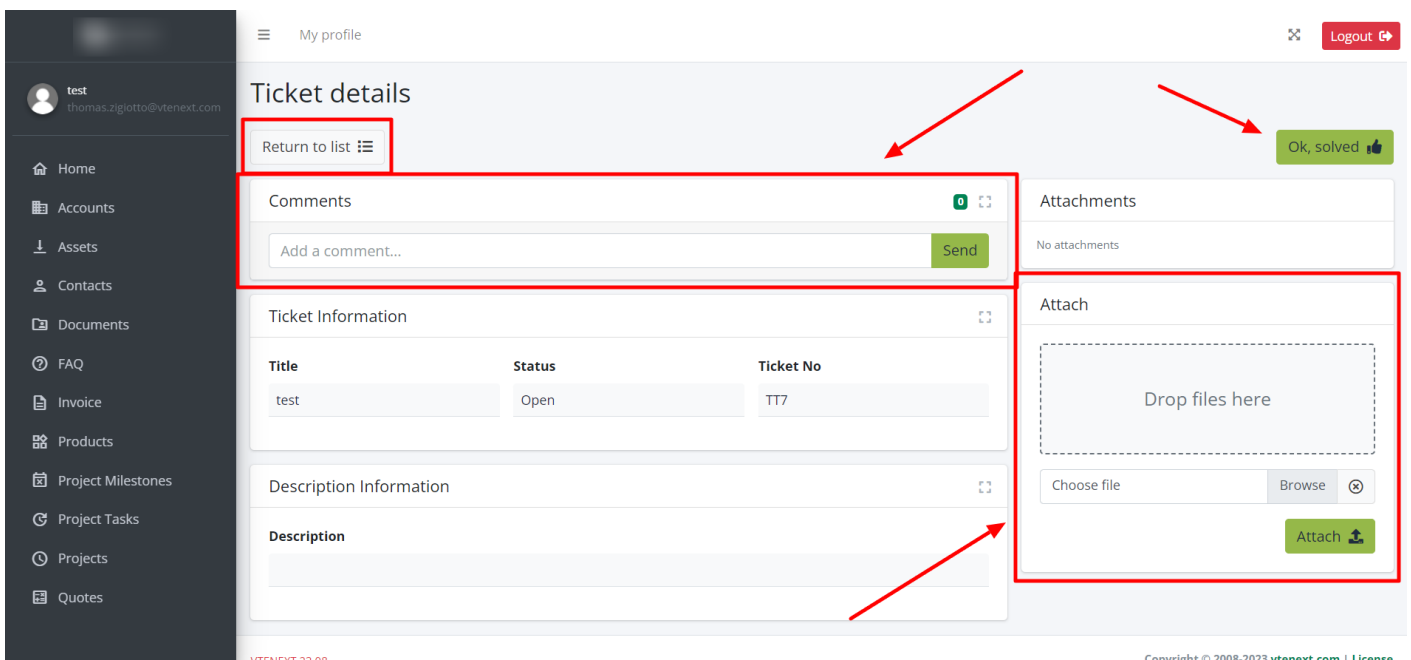 My profile
Logout
test
thomas.zigiotto@vtenext.com
Home
Accounts
Assets
Contacts
Documents
FAQ
Invoice
Products
Project Milestones
Project Tasks
Projects
Quotes
Ticket details
Return to list
Ok, solved
Comments
0
Add a comment...
Send
Ticket Information
Title
Status
Ticket No
test
Open
TT7
Description Information
Description
Attachments
No attachments
Attach
Drop files here
Choose file
Browse
Attach
Copyright © 2008-2023 vtenext.com | License